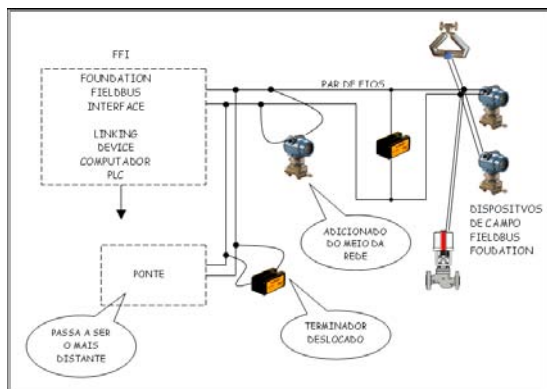 FFI
FOUNDATION
FIELDBUS
INTERFACE
LINKING
DEVICE
COMPUTADOR
PLC
PAR DE FIOS
ADICIONADO
DO MEIO DA
REDE
DISPOSITVOS
DE CAMPO
FIELDBUS
FOUDATION
PONTE
PASSA A SER
O MAIS
DISTANTE
TERMINADOR
DESLOCADO